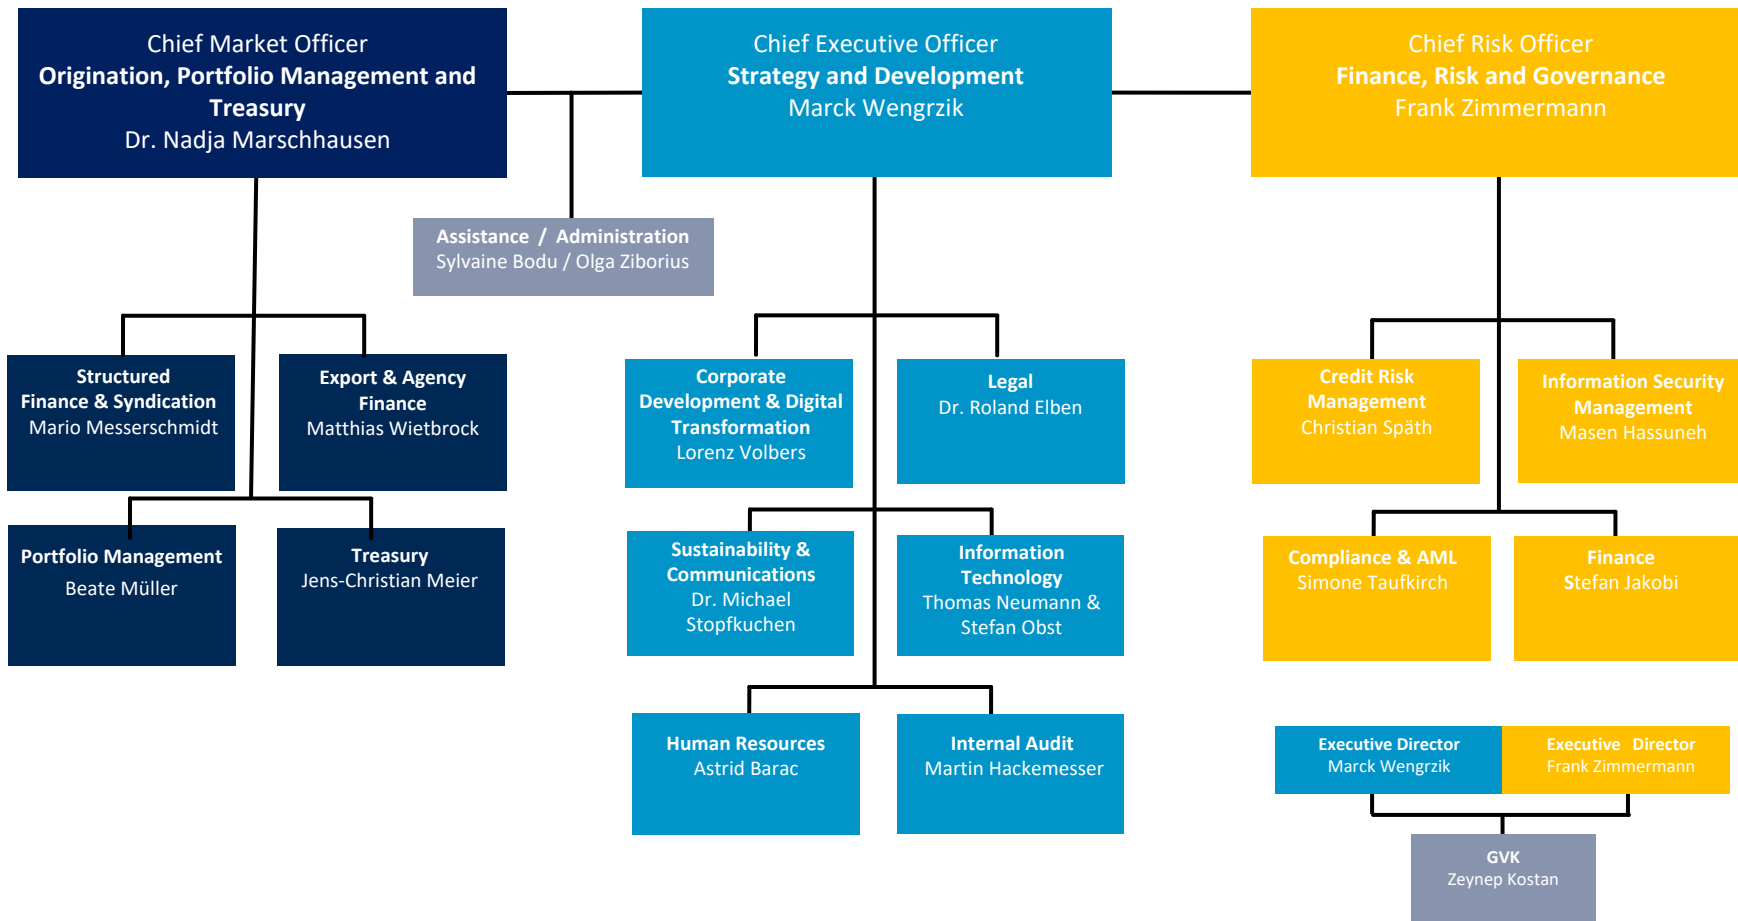 Chief Market Officer
Origination, Portfolio Management and
Treasury
Dr. Nadja Marschhausen
Chief Executive Officer
Strategy and Development
Marck Wengrzik
Chief Risk Officer
Finance, Risk and Governance
Frank Zimmermann
Assistance / Administration
Sylvaine Bodu / Olga Ziborius
Structured
Finance & Syndication
Mario Messerschmidt
Export & Agency
Finance
Matthias Wietbrock
Portfolio Management
Beate Müller
Treasury
Jens-Christian Meier
Corporate
Development & Digital
Transformation
Lorenz Volbers
Legal
Dr. Roland Elben
Sustainability &
Communications
Dr. Michael
Stopfkuchen
Information
Technology
Thomas Neumann &
Stefan Obst
Human Resources
Astrid Barac
Internal Audit
Martin Hackemesser
Credit Risk
Management
Christian Späth
Information Security
Management
Masen Hassuneh
Compliance & AML
Simone Taufkirch
Finance
Stefan Jakobi
Executive Director
Marck Wengrzik
Executive Director
Frank Zimmermann
GVK
Zeynep Kostan